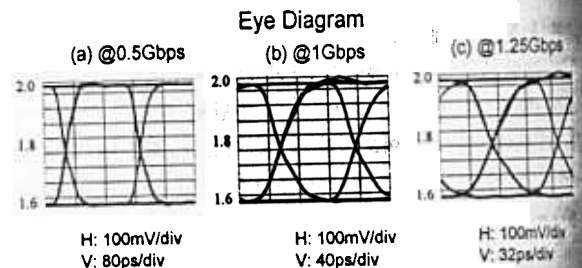 Eye Diagram
(a) @0.5Gbps
(b) @1Gbps
(c) @1.25Gbps
2.0
1.8
1.6
2.0
1.8
1.6
2.0
1.8
1.6
H: 100mV/div
V: 80ps/div
H: 100mV/div
V: 40ps/div
H: 100mV/div
V: 32ps/div